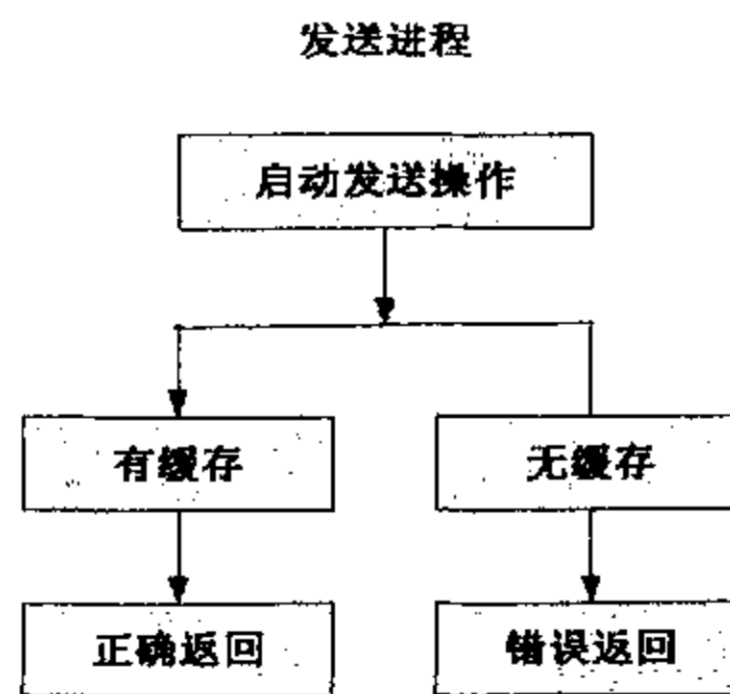 发送进程
启动发送操作
有缓存
无缓存
正确返回
错误返回